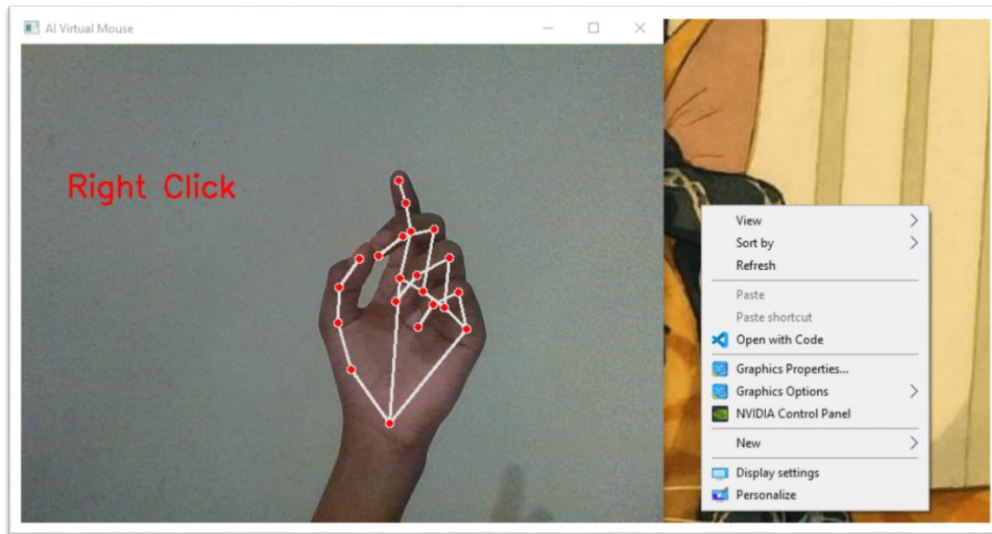 AI Virtual Mouse
Right Click
View
Sort by
Refresh
Paste
Paste shortcut
Open with Code
Graphics Properties...
Graphics Options
NVIDIA Control Panel
New
Display settings
Personalize